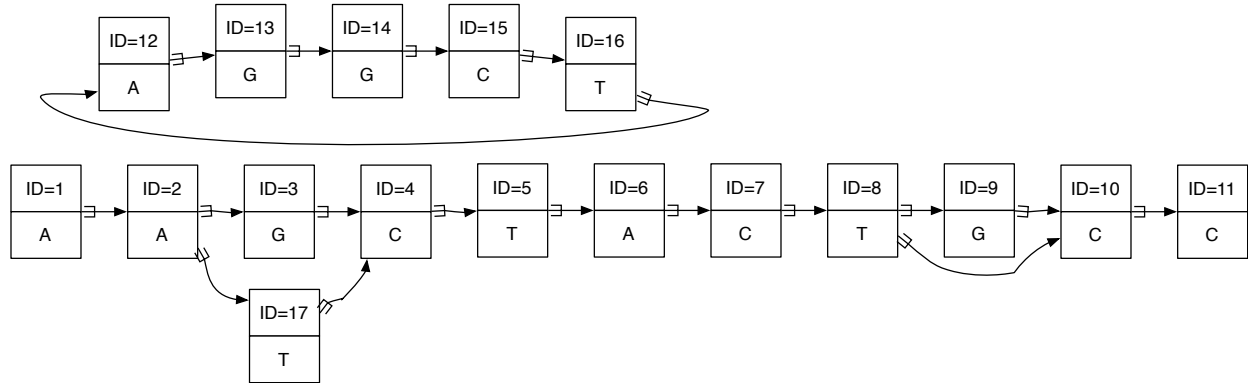 ID=12 ID=13 ID=14 ID=15 ID=16
A G G C T
ID=1 ID=2 ID=3 ID=4 ID=5 ID=6 ID=7 ID=8 ID=9 ID=10 ID=11
A A G C T A C T G C C
ID=17
T